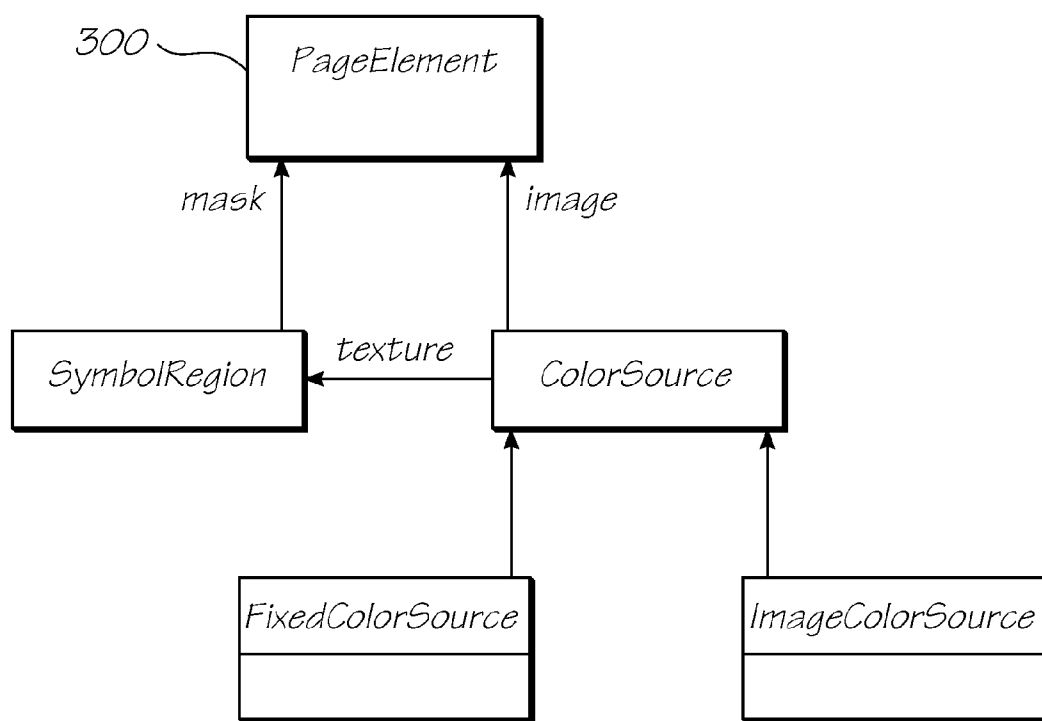 300
PageElement
mask
image
SymbolRegion
texture
ColorSource
FixedColorSource
ImageColorSource